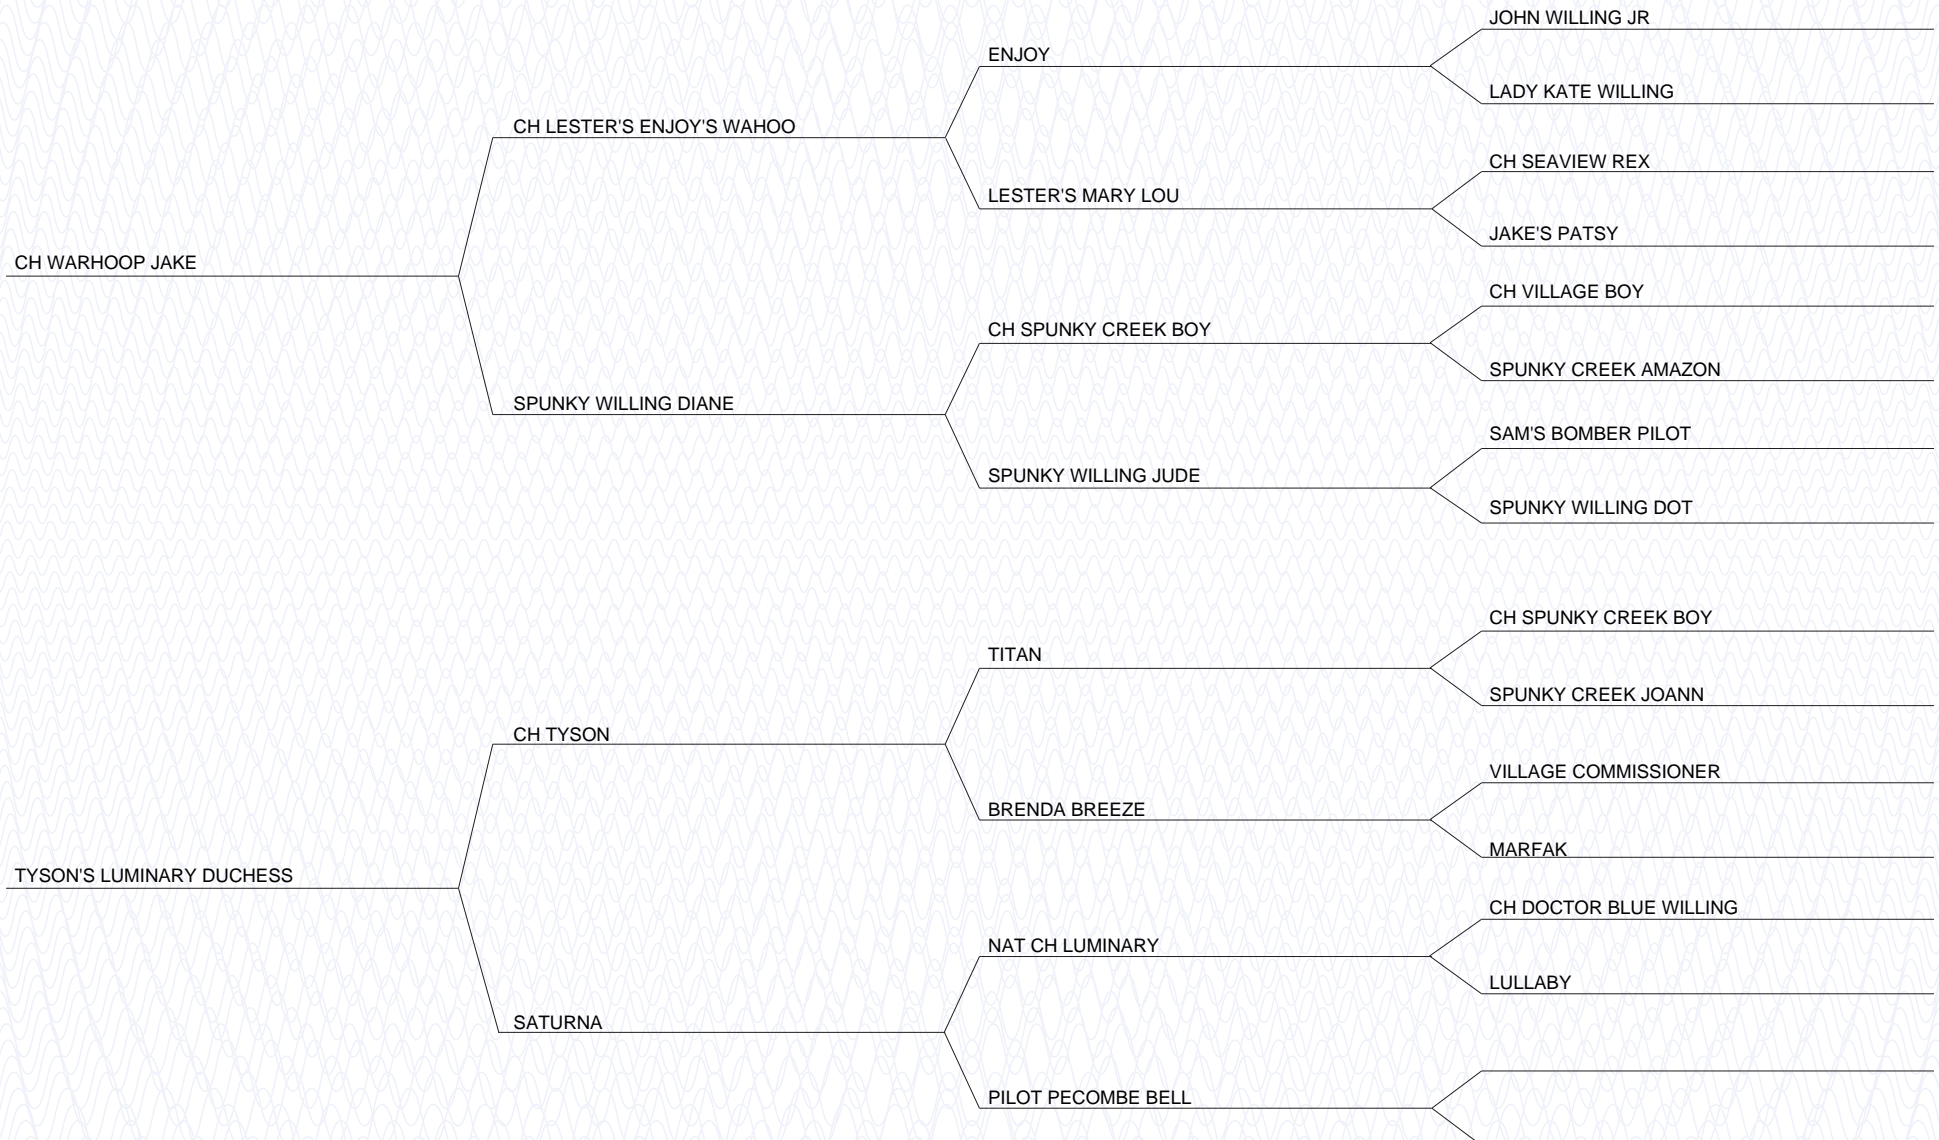 JOHN WILLING JR
ENJOY
LADY KATE WILLING
CH LESTER'S ENJOY'S WAHOO
CH SEAVIEW REX
LESTER'S MARY LOU
JAKE'S PATSY
CH WARHOOP JAKE
CH VILLAGE BOY
CH SPUNKY CREEK BOY
SPUNKY CREEK AMAZON
SPUNKY WILLING DIANE
SAM'S BOMBER PILOT
SPUNKY WILLING JUDE
SPUNKY WILLING DOT
CH SPUNKY CREEK BOY
TITAN
SPUNKY CREEK JOANN
CH TYSON
VILLAGE COMMISSIONER
BRENDA BREEZE
MARFAK
TYSON'S LUMINARY DUCHESS
CH DOCTOR BLUE WILLING
NAT CH LUMINARY
LULLABY
SATURNA
PILOT PECOMBE BELL